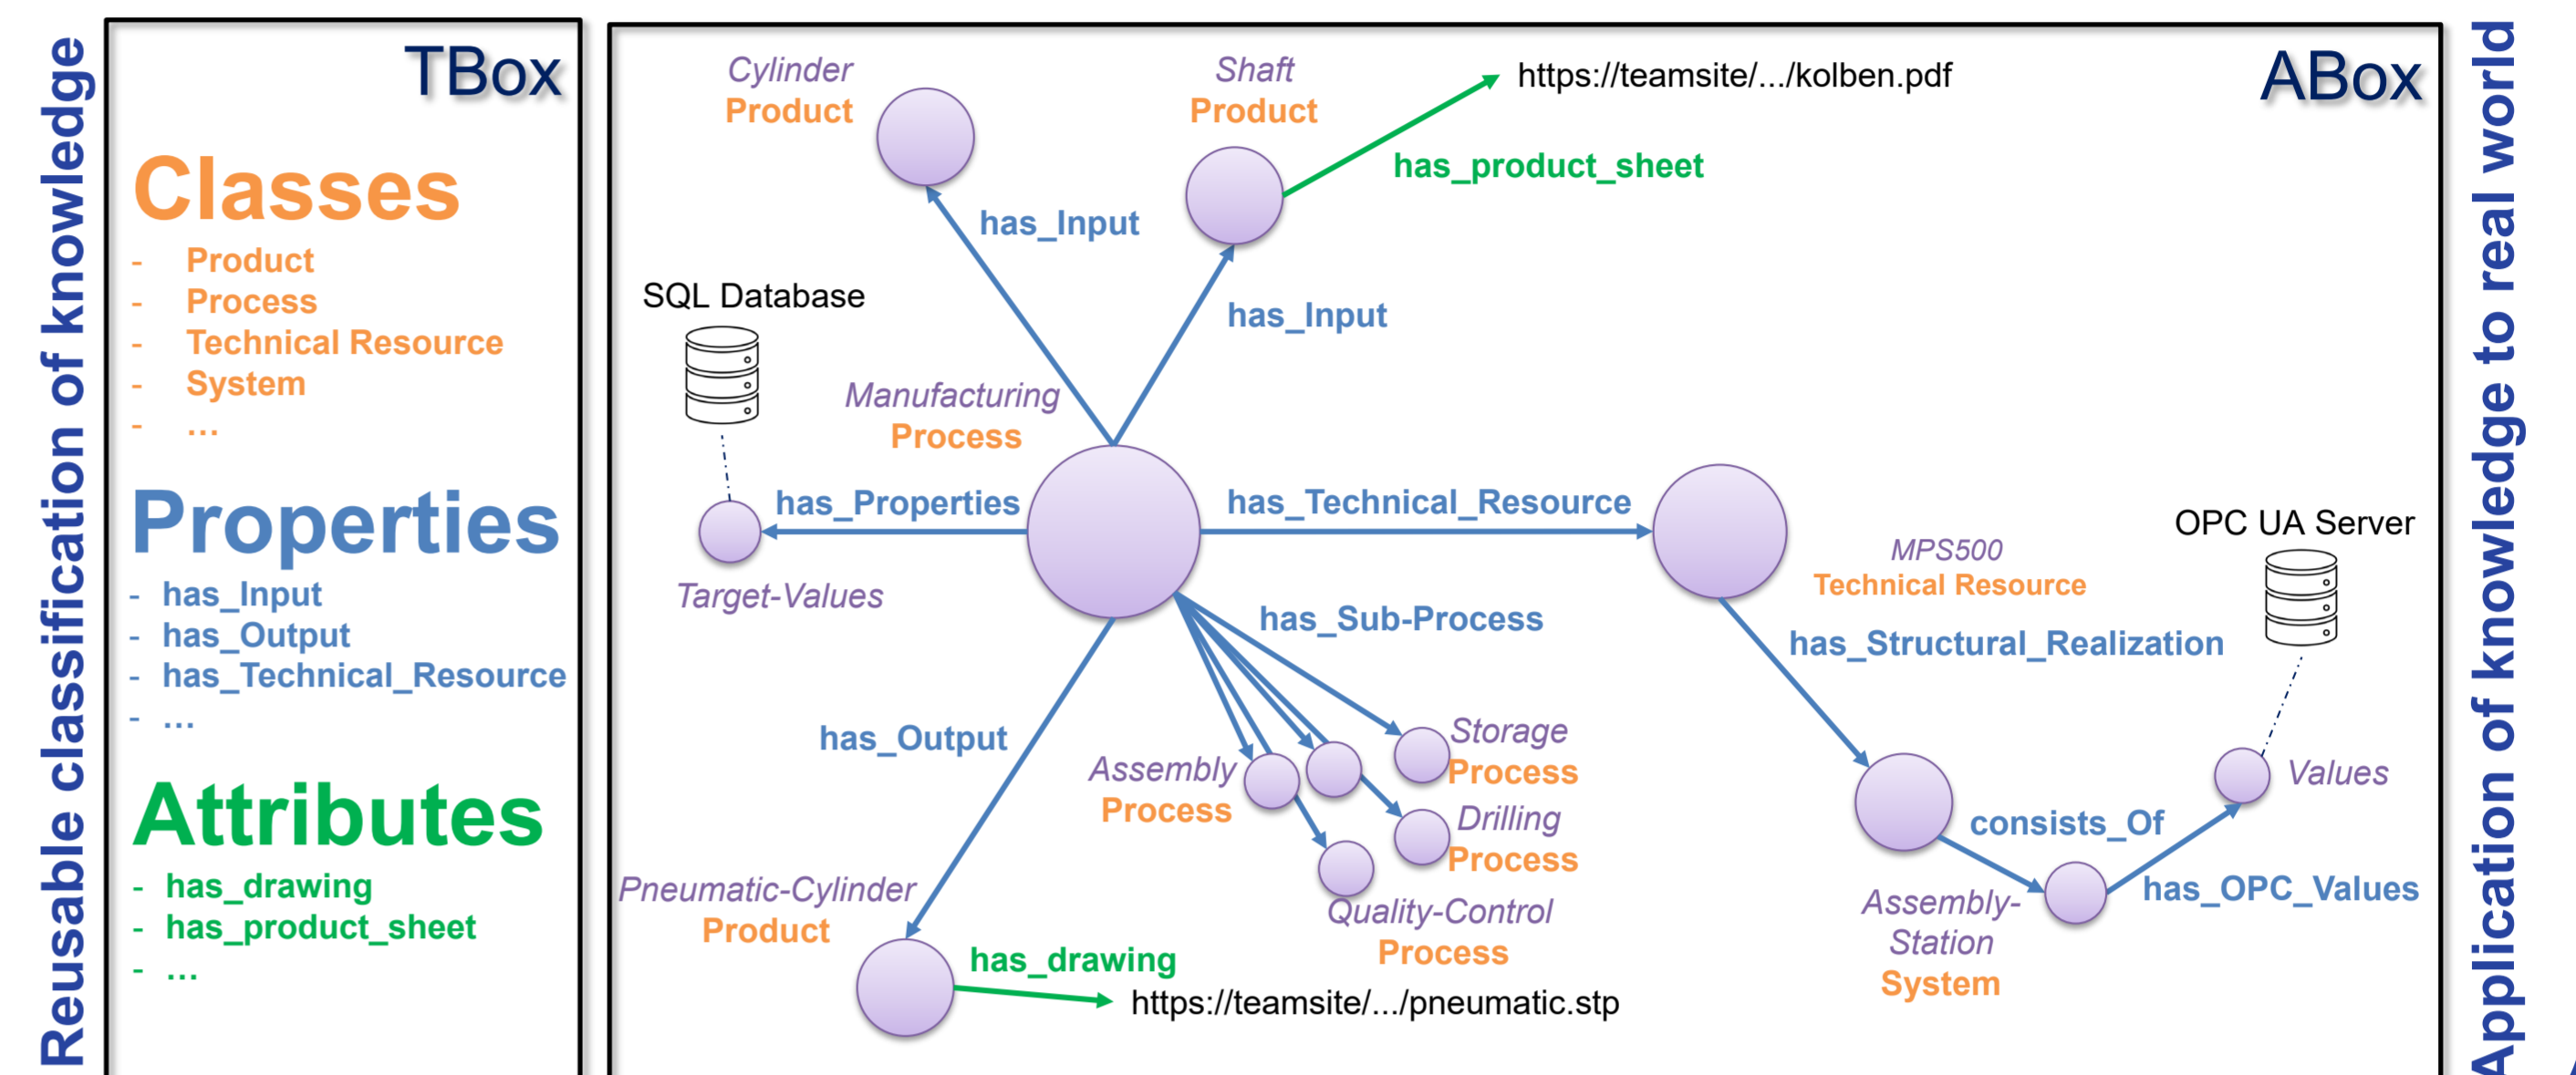 Reusable classification of knowledge
TBox
Classes
- Product
- Process
- Technical Resource
- System
- ...
Properties
- has_Input
- has_Output
- has_Technical_Resource
- ...
Attributes
- has_drawing
- has_product_sheet
- ...
ABox
Cylinder
Product
Shaft
Product
https://teamsite/.../kolben.pdf
has_product_sheet
has_Input
has_Input
SQL Database
Manufacturing
Process
has_Properties
Target-Values
has_Technical_Resource
MPS500
Technical Resource
OPC UA Server
has_Structural_Realization
has_Sub-Process
has_Output
Assembly
Process
Storage
Process
Drilling
Process
Quality-Control
Process
Values
consists_Of
has_OPC_Values
Assembly-
Station
System
Pneumatic-Cylinder
Product
has_drawing
https://teamsite/.../pneumatic.stp
Application of knowledge to real world